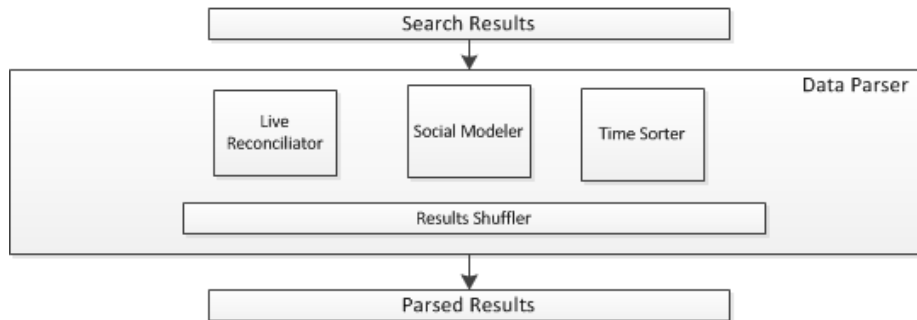 Search Results
Data Parser
Live
Reconciliator
Social Modeler
Time Sorter
Results Shuffler
Parsed Results